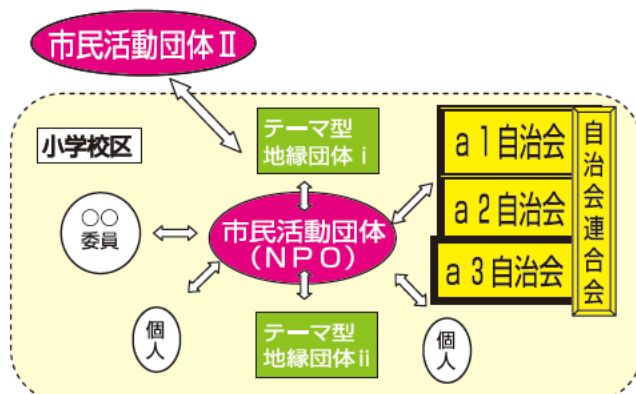 市民活動団体Ⅱ
小学校区
テーマ型
地縁団体ⅰ
a1自治会
a2自治会
a3自治会
自治会連合会
○○
委員
市民活動団体
(NPO)
個人
テーマ型
地縁団体ⅱ
個人